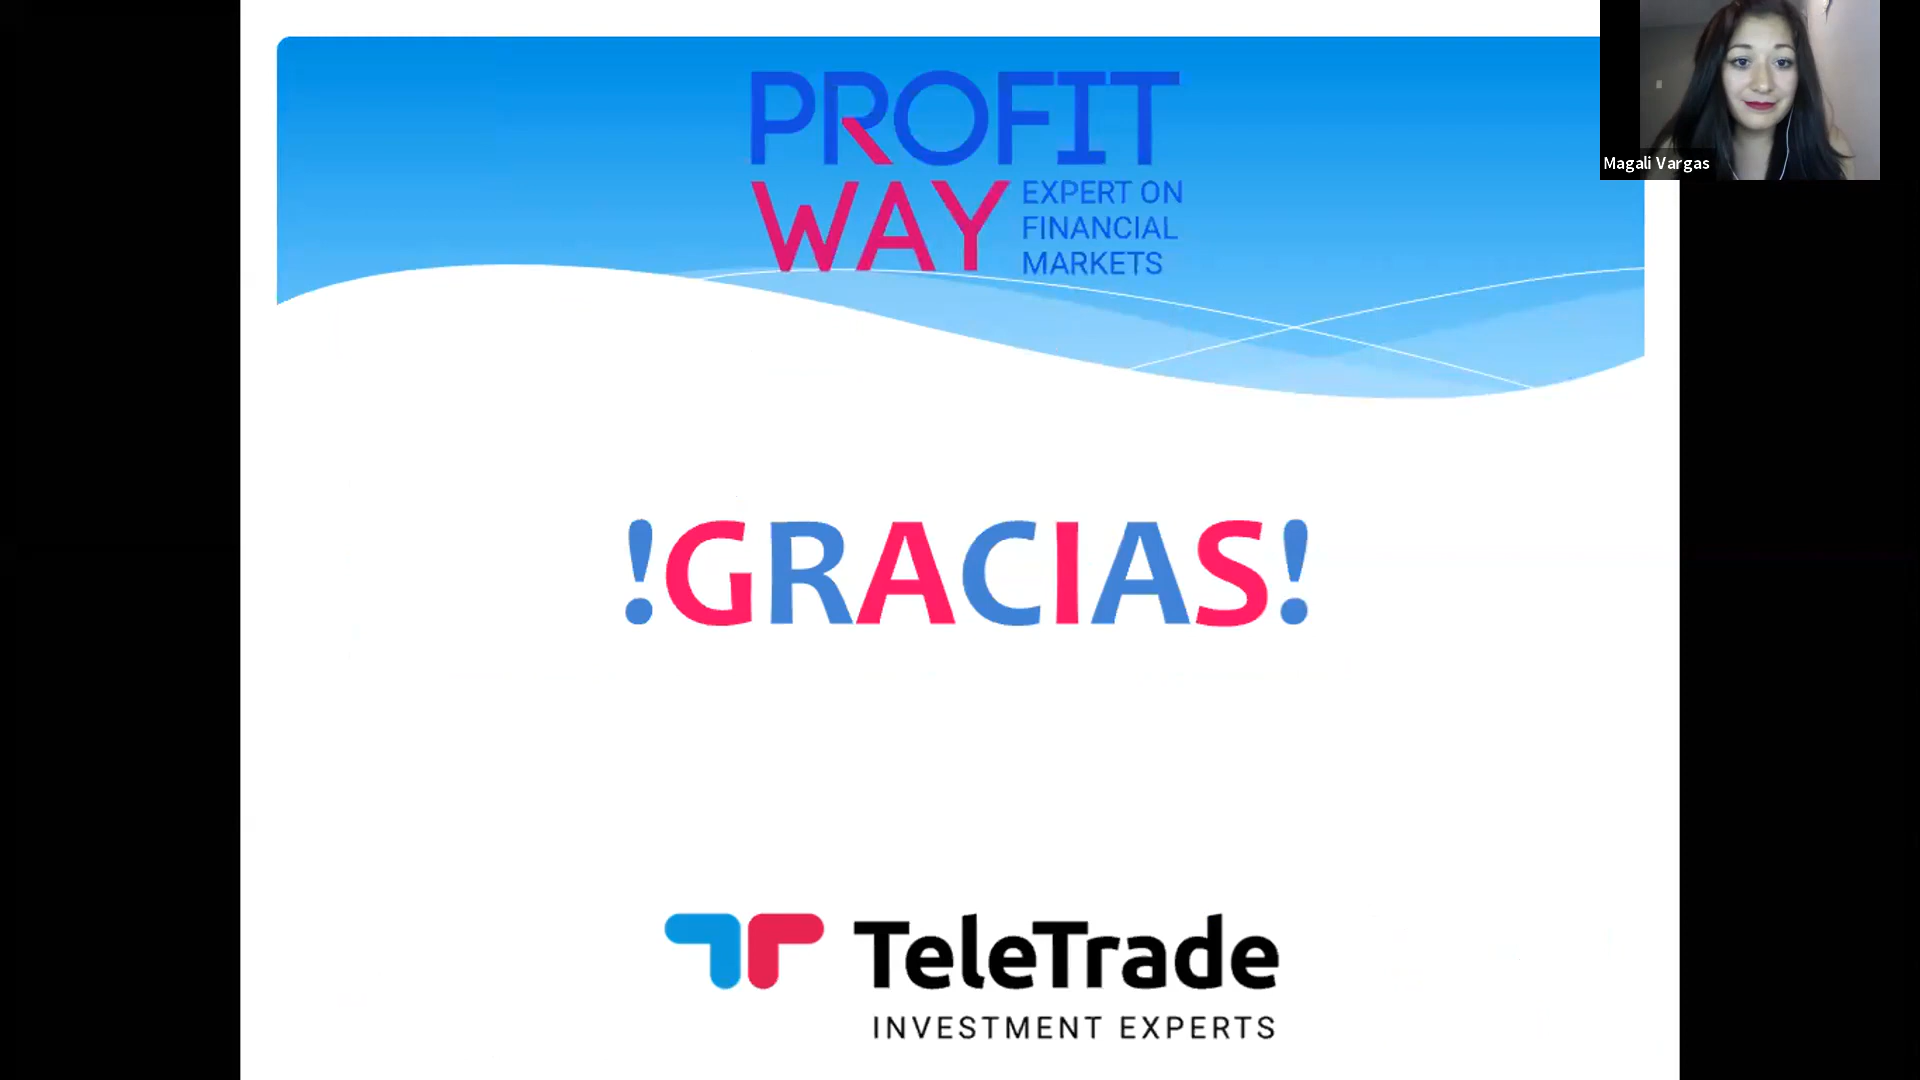 PROFIT
WAY
EXPERT ON
FINANCIAL
MARKETS
Magali Vargas
!GRACIAS!
TeleTrade
INVESTMENT EXPERTS